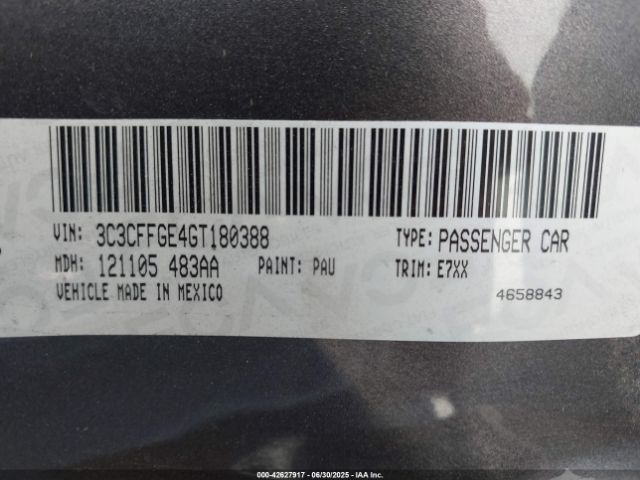 VIN: 3C3CFFGE4GT180388 TYPE: PASSENGER CAR
MDH: 121105 483AA PAINT: PAU TRIM: E7XX
VEHICLE MADE IN MEXICO 4658843
000-42627917 - 06/30/2025 - IAA Inc.